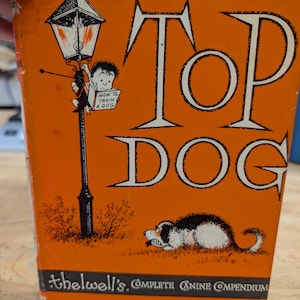 TOP
DOG
HOW TO
TRAIN
A DOG
thelwell's COMPLETE CANINE COMPENDIUM